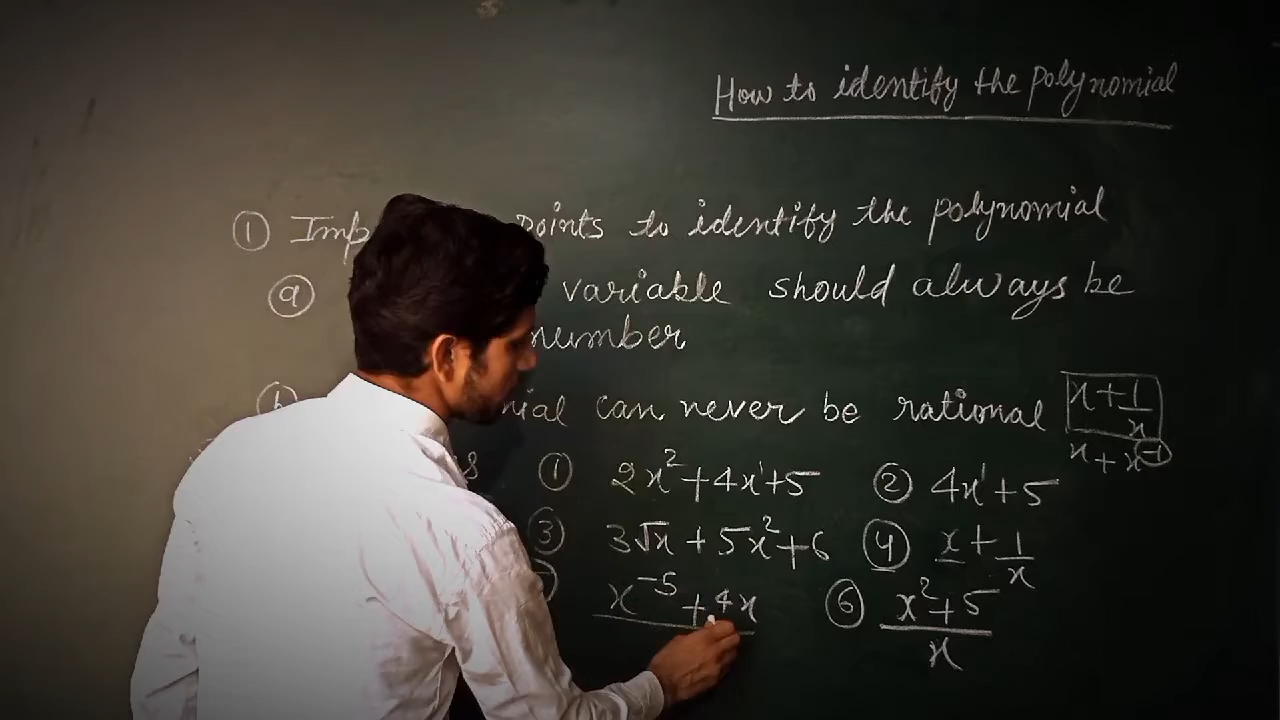 How to identify the polynomial
① Imp points to identify the polynomial
ⓐ variable should always be
number
can never be rational x + 1/x
x + x⁻¹
① 2x² + 4x¹ + 5 ② 4x¹ + 5
③ 3√x + 5x² + 6 ④ x + 1/x
x⁻⁵ + 4x ⑥ x² + 5 / x